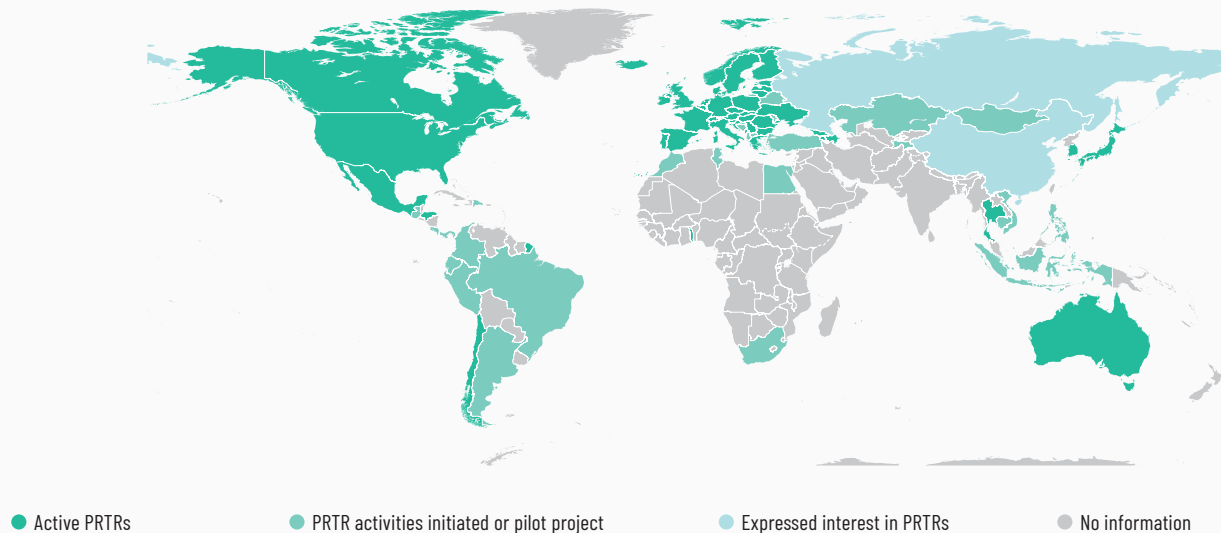 Active PRTRs
PRTR activities initiated or pilot project
Expressed interest in PRTRs
No information